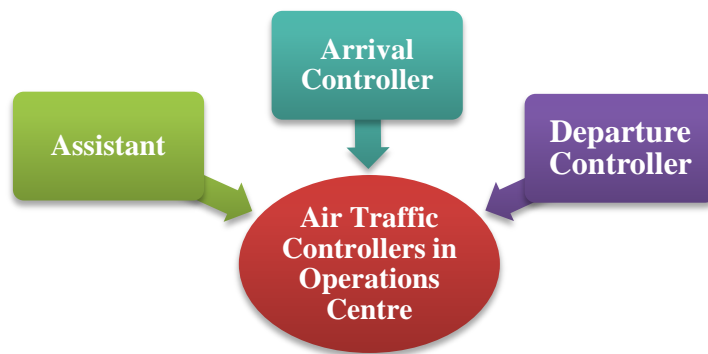 Arrival
Controller
Assistant
Departure
Controller
Air Traffic
Controllers in
Operations
Centre